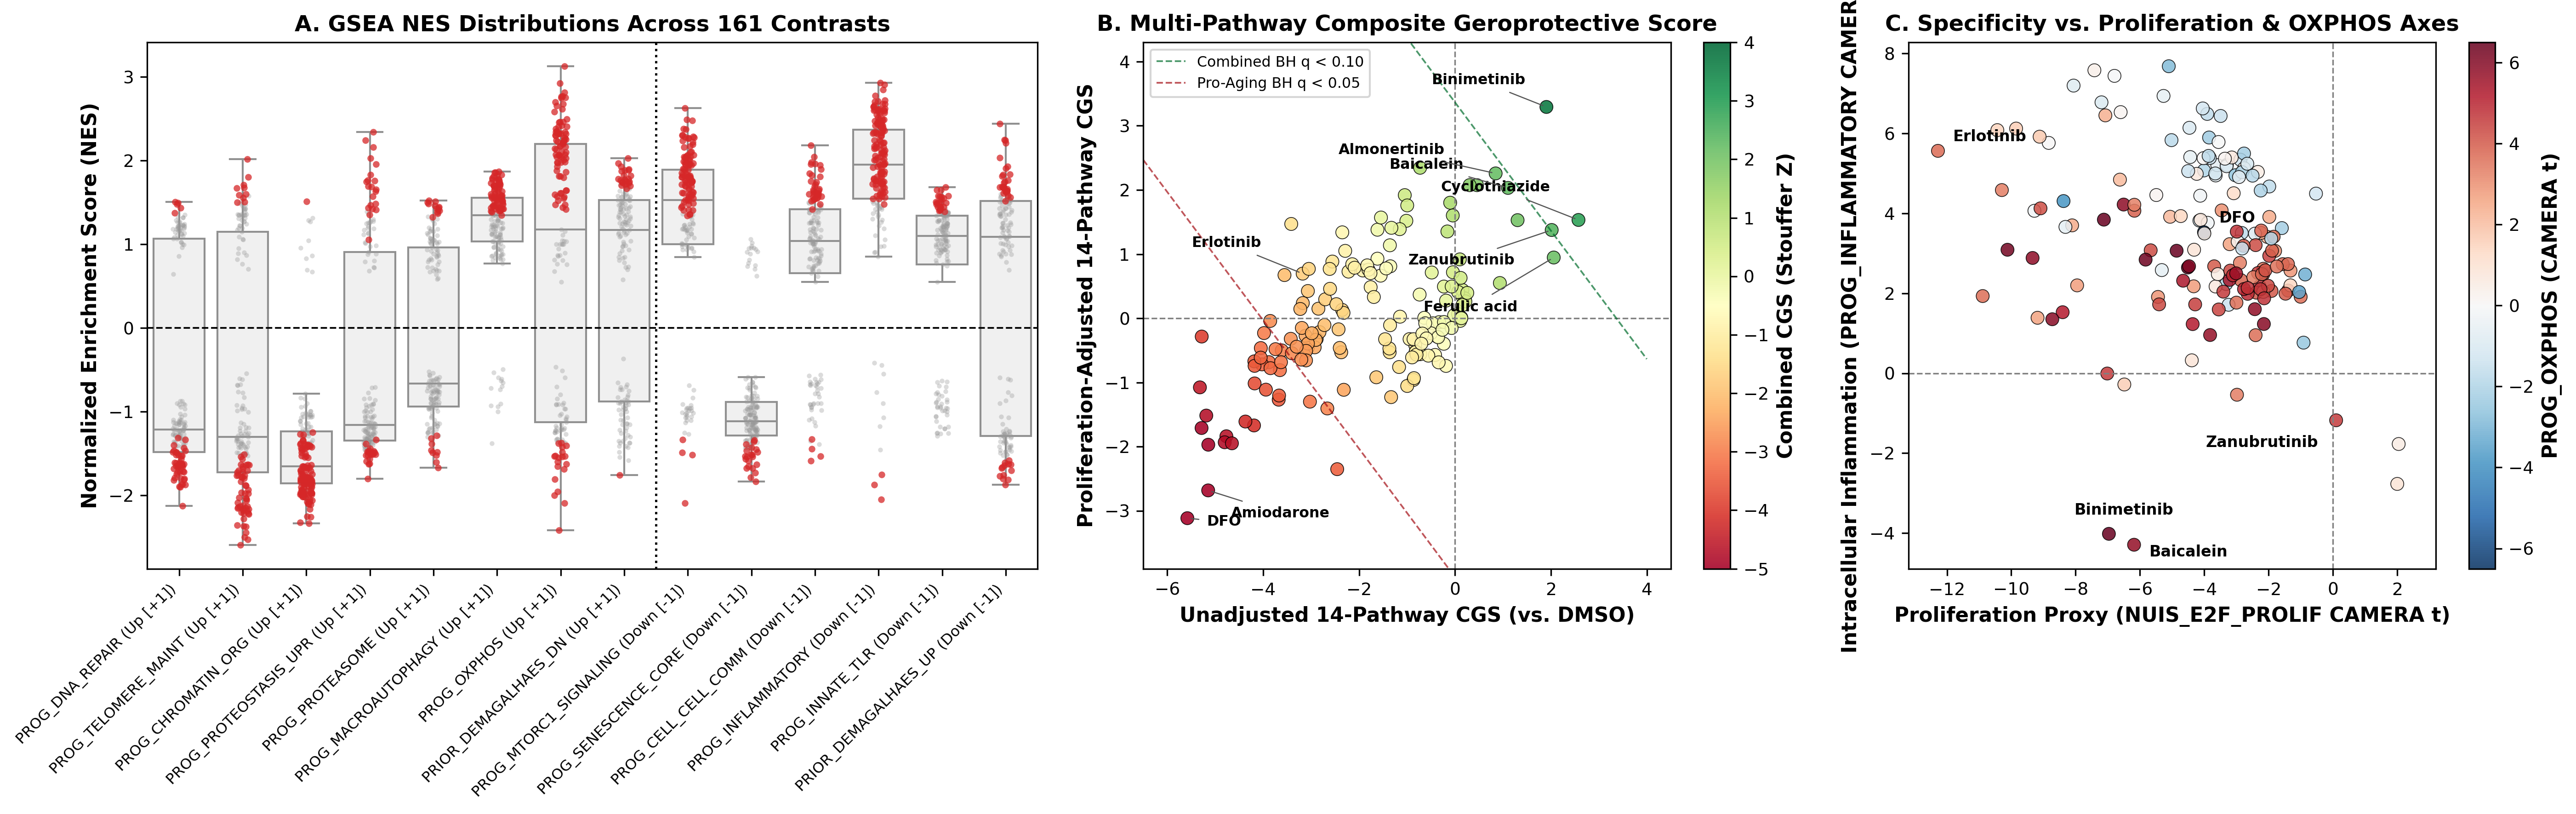 A. GSEA NES Distributions Across 161 Contrasts
Normalized Enrichment Score (NES)
3
2
1
0
−1
−2
PROG_DNA_REPAIR (Up [+1])
PROG_TELOMERE_MAINT (Up [+1])
PROG_CHROMATIN_ORG (Up [+1])
PROG_PROTEOSTASIS_UPR (Up [+1])
PROG_PROTEASOME (Up [+1])
PROG_MACROAUTOPHAGY (Up [+1])
PROG_OXPHOS (Up [+1])
PRIOR_DEMAGALHAES_DN (Up [+1])
PROG_MTORC1_SIGNALING (Down [-1])
PROG_SENESCENCE_CORE (Down [-1])
PROG_CELL_CELL_COMM (Down [-1])
PROG_INFLAMMATORY (Down [-1])
PROG_INNATE_TLR (Down [-1])
PRIOR_DEMAGALHAES_UP (Down [-1])
B. Multi-Pathway Composite Geroprotective Score
Combined BH q < 0.10
Pro-Aging BH q < 0.05
Proliferation-Adjusted 14-Pathway CGS
4
3
2
1
0
−1
−2
−3
Binimetinib
Almonertinib
Baicalein
Cyclothiazide
Erlotinib
Zanubrutinib
Ferulic acid
Amiodarone
DFO
−6
−4
−2
0
2
4
Unadjusted 14-Pathway CGS (vs. DMSO)
4
3
2
1
0
−1
−2
−3
−4
−5
Combined CGS (Stouffer Z)
C. Specificity vs. Proliferation & OXPHOS Axes
Intracellular Inflammation (PROG_INFLAMMATORY CAMER
8
6
4
2
0
−2
−4
Erlotinib
DFO
Zanubrutinib
Binimetinib
Baicalein
−12
−10
−8
−6
−4
−2
0
2
Proliferation Proxy (NUIS_E2F_PROLIF CAMERA t)
6
4
2
0
−2
−4
−6
PROG_OXPHOS (CAMERA t)